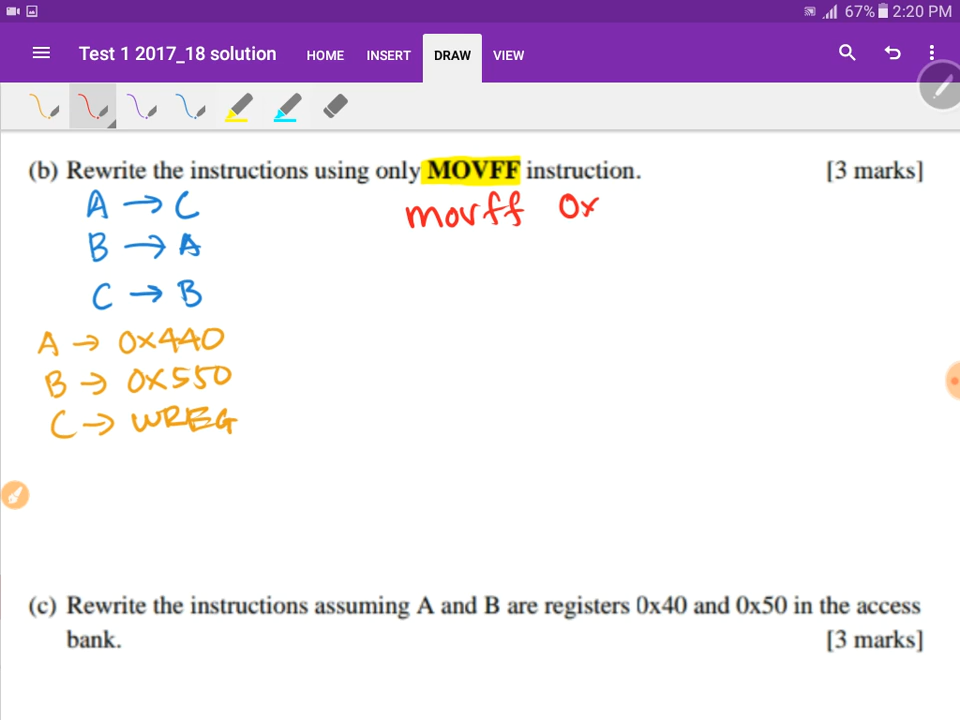 67% 2:20 PM
Test 1 2017_18 solution HOME INSERT DRAW VIEW
(b) Rewrite the instructions using only MOVFF instruction. [3 marks]
A → C movff 0x
B → A
C → B
A → 0x440
B → 0x550
C → WREG
(c) Rewrite the instructions assuming A and B are registers 0x40 and 0x50 in the access
bank. [3 marks]